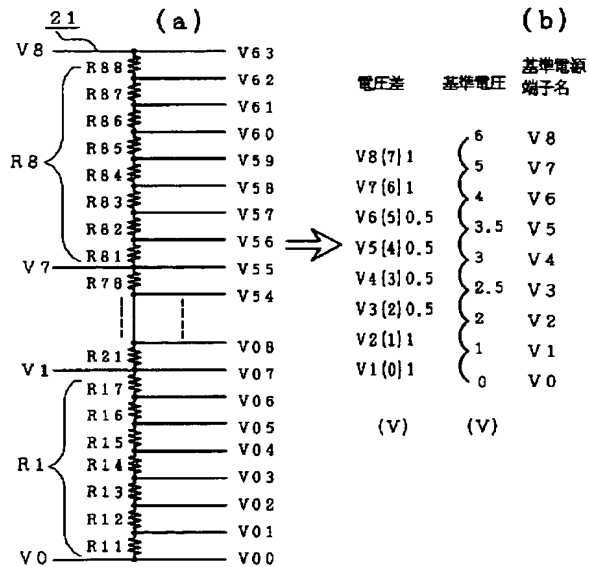 21
(a)
V8
V63
R88
V62
R87
V61
R86
V60
R85
V59
R8
R84
V58
R83
V57
R82
V56
R81
V7
V55
R78
V54
V08
R21
V1
V07
R17
V06
R16
V05
R15
V04
R1
R14
V03
R13
V02
R12
V01
R11
V0
V00
(b)
電圧差 基準電圧 基準電源端子名
6 V8
V8{7}1
5 V7
V7{6}1
4 V6
V6{5}0.5
3.5 V5
V5{4}0.5
3 V4
V4{3}0.5
2.5 V3
V3{2}0.5
2 V2
V2{1}1
1 V1
V1{0}1
0 V0
(V) (V)